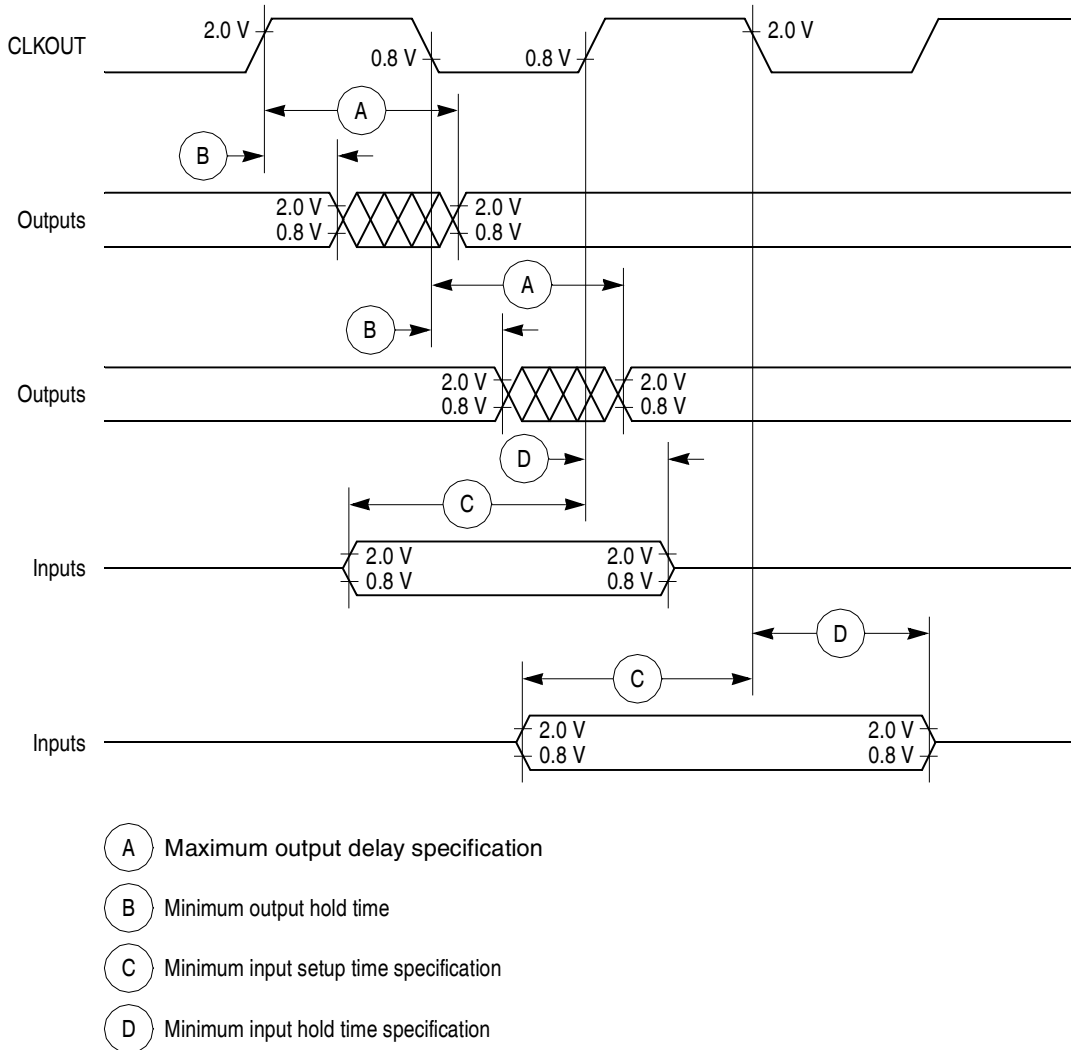 CLKOUT
2.0 V
0.8 V
0.8 V
2.0 V
A
B
Outputs
2.0 V
0.8 V
2.0 V
0.8 V
A
B
Outputs
2.0 V
0.8 V
2.0 V
0.8 V
D
C
Inputs
2.0 V
0.8 V
2.0 V
0.8 V
D
C
Inputs
2.0 V
0.8 V
2.0 V
0.8 V
A Maximum output delay specification
B Minimum output hold time
C Minimum input setup time specification
D Minimum input hold time specification